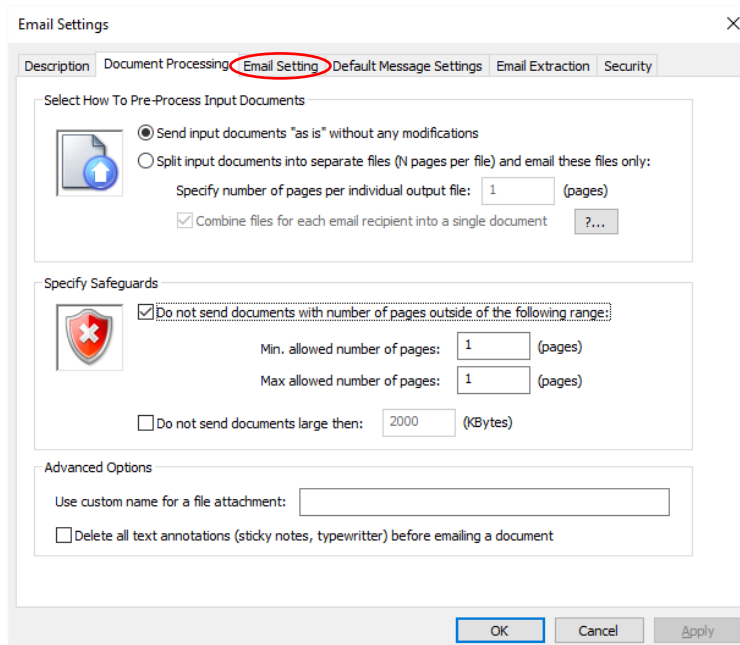 Email Settings
Description Document Processing Email Setting Default Message Settings Email Extraction Security
Select How To Pre-Process Input Documents
Send input documents "as is" without any modifications
Split input documents into separate files (N pages per file) and email these files only:
Specify number of pages per individual output file: 1 (pages)
Combine files for each email recipient into a single document ?...
Specify Safeguards
Do not send documents with number of pages outside of the following range:
Min. allowed number of pages: 1 (pages)
Max allowed number of pages: 1 (pages)
Do not send documents large then: 2000 (KBytes)
Advanced Options
Use custom name for a file attachment:
Delete all text annotations (sticky notes, typewritter) before emailing a document
OK Cancel Apply